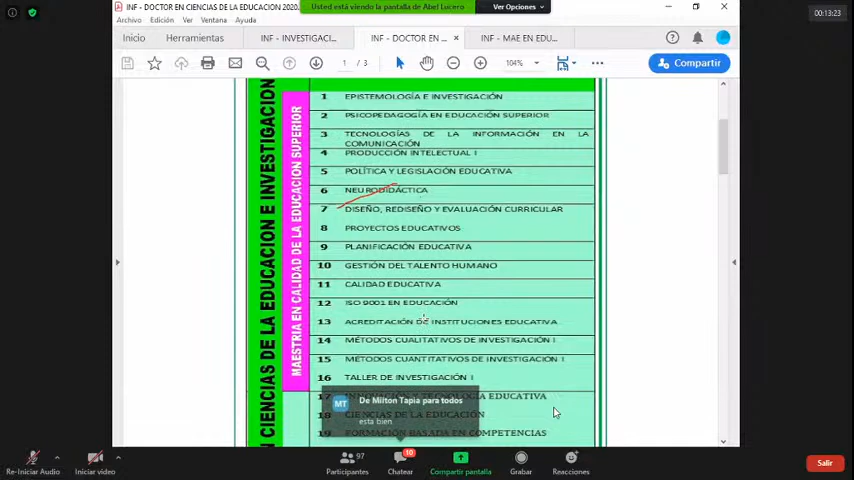 INF - DOCTOR EN CIENCIAS DE LA EDUCACION 2020.
Usted está viendo la pantalla de Abel Lucero
Ver Opciones
00:13:23
Archivo Edición Ver Ventana Ayuda
Inicio Herramientas INF - INVESTIGACI... INF - DOCTOR EN ... × INF - MAE EN EDU...
1 / 3 104% Compartir
CIENCIAS DE LA EDUCACION E INVESTIGACION
MAESTRIA EN CALIDAD DE LA EDUCACION SUPERIOR
1 EPISTEMOLOGÍA E INVESTIGACIÓN
2 PSICOPEDAGOGÍA EN EDUCACIÓN SUPERIOR
3 TECNOLOGÍAS DE LA INFORMACIÓN EN LA
COMUNICACIÓN
4 PRODUCCIÓN INTELECTUAL I
5 POLÍTICA Y LEGISLACIÓN EDUCATIVA
6 NEURODIDÁCTICA
7 DISEÑO, REDISEÑO Y EVALUACIÓN CURRICULAR
8 PROYECTOS EDUCATIVOS
9 PLANIFICACIÓN EDUCATIVA
10 GESTIÓN DEL TALENTO HUMANO
11 CALIDAD EDUCATIVA
12 ISO 9001 EN EDUCACIÓN
13 ACREDITACIÓN DE INSTITUCIONES EDUCATIVA
14 MÉTODOS CUALITATIVOS DE INVESTIGACIÓN I
15 MÉTODOS CUANTITATIVOS DE INVESTIGACIÓN I
16 TALLER DE INVESTIGACIÓN I
17 INNOVACIÓN Y TECNOLOGÍA EDUCATIVA
18 CIENCIAS DE LA EDUCACIÓN
19 FORMACIÓN BASADA EN COMPETENCIAS
MT
De Milton Tapia para todos
esta bien
97
10
Re-Iniciar Audio Iniciar video Participantes Chatear Compartir pantalla Grabar Reacciones Salir